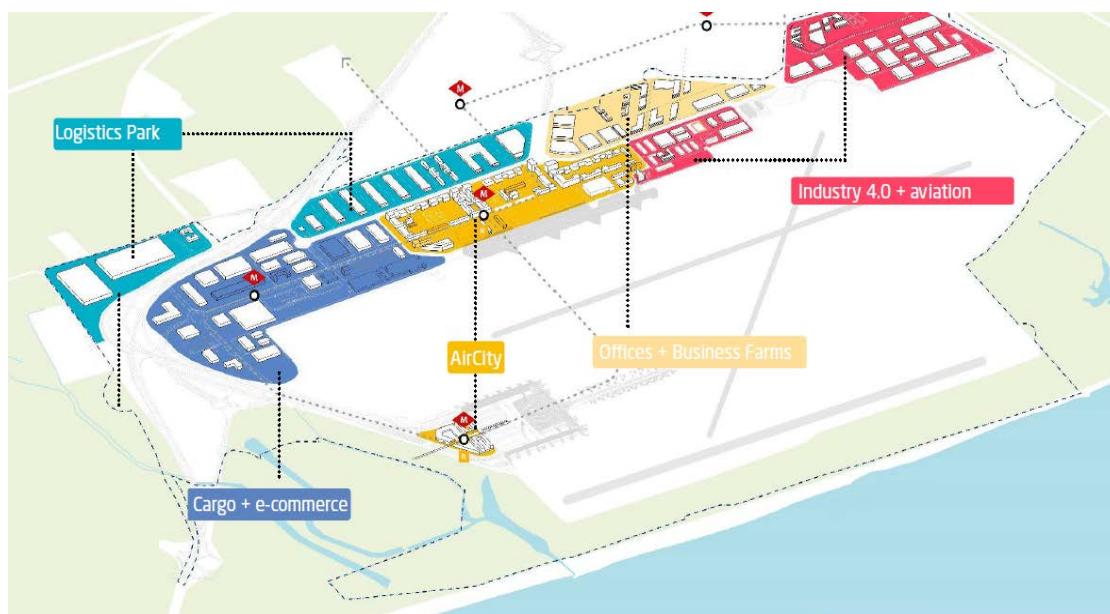 M
M
Logistics Park
M
Industry 4.0 + aviation
M
AirCity
Offices + Business Farms
M
Cargo + e-commerce